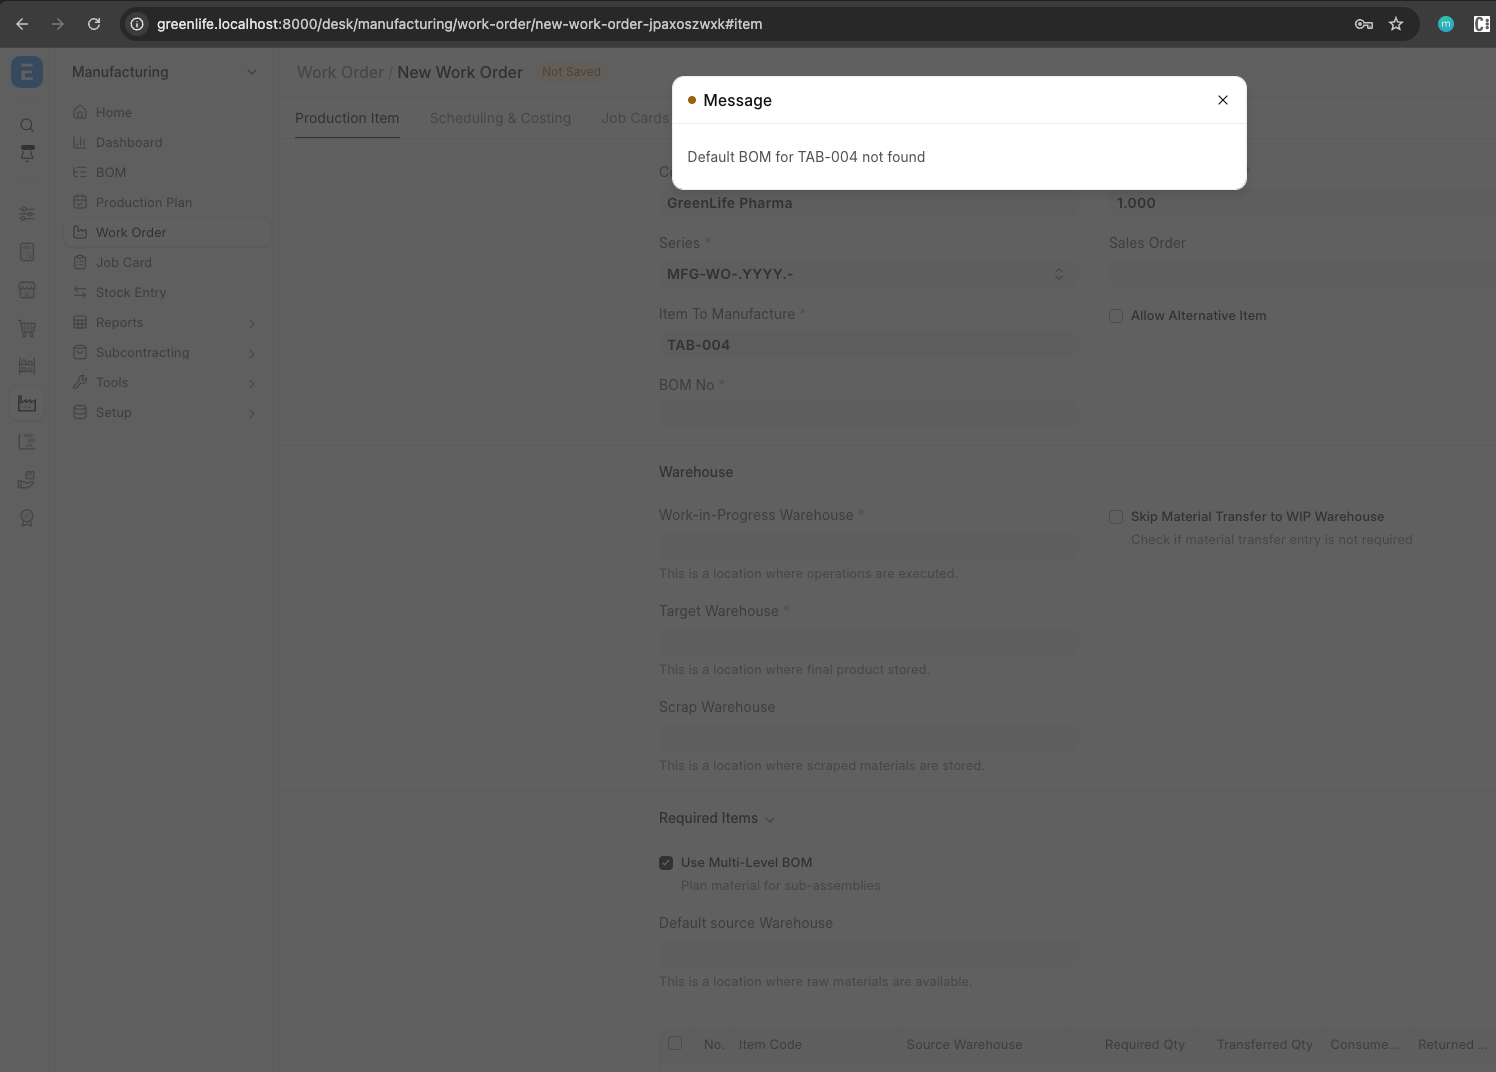 greenlife.localhost:8000/desk/manufacturing/work-order/new-work-order-jpaxoszwxk#item
m
Manufacturing
Work Order / New Work Order
Not Saved
Message
Home
Production Item
Scheduling & Costing
Job Cards
Dashboard
Default BOM for TAB-004 not found
BOM
Production Plan
GreenLife Pharma
1.000
Work Order
Series *
Sales Order
Job Card
MFG-WO-.YYYY.-
Stock Entry
Item To Manufacture *
Allow Alternative Item
Reports
TAB-004
Subcontracting
Tools
BOM No *
Setup
Warehouse
Work-in-Progress Warehouse *
Skip Material Transfer to WIP Warehouse
Check if material transfer entry is not required
This is a location where operations are executed.
Target Warehouse *
This is a location where final product stored.
Scrap Warehouse
This is a location where scraped materials are stored.
Required Items
Use Multi-Level BOM
Plan material for sub-assemblies
Default source Warehouse
This is a location where raw materials are available.
No. Item Code Source Warehouse Required Qty Transferred Qty Consume... Returned ...